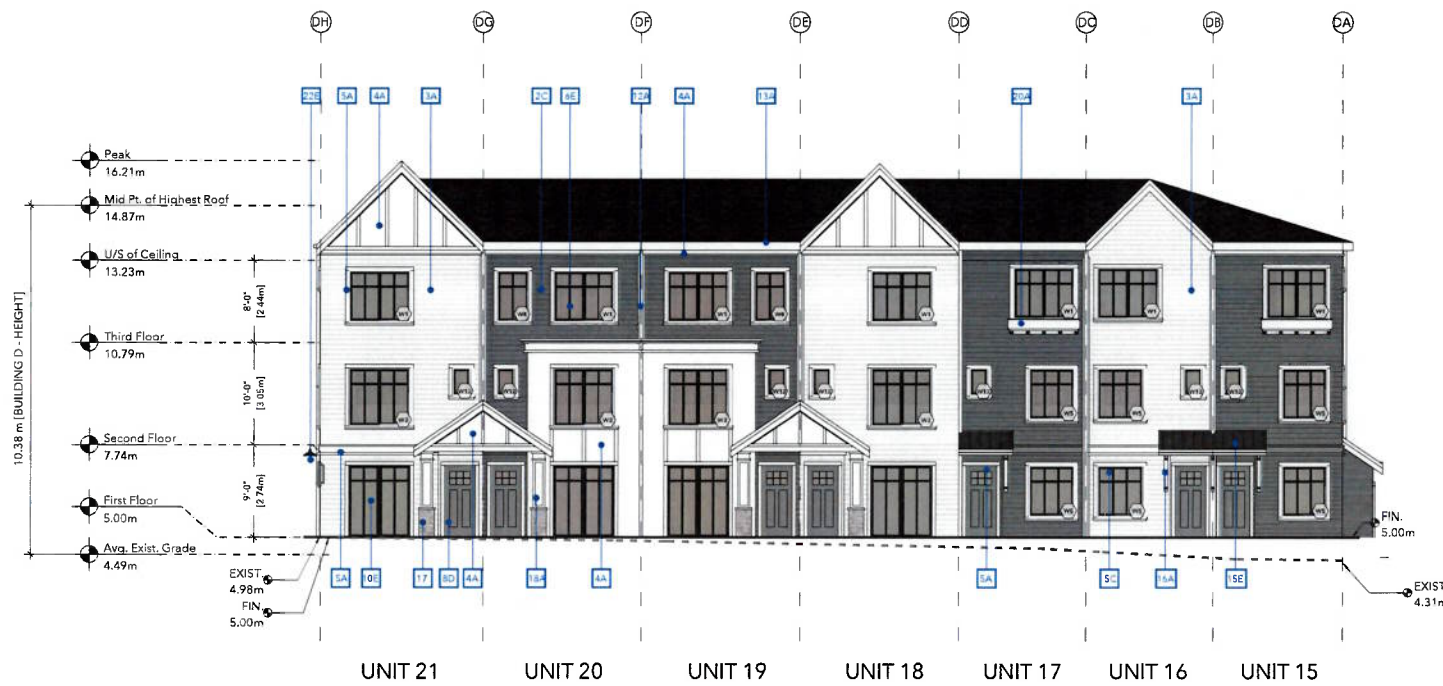 DH DG DF DE DD DC DB DA
22E 5A 4A 3A 2C 6E 12A 4A 13A 20A 3A
Peak
16.21m
Mid Pt. of Highest Roof
14.87m
U/S of Ceiling
13.23m
8'-0"
[2.44m]
Third Floor
10.79m
10'-0"
[3.05m]
Second Floor
7.74m
9'-0"
[2.74m]
First Floor
5.00m
Avg. Exist. Grade
4.49m
10.38 m [BUILDING D - HEIGHT]
FIN.
5.00m
EXIST.
4.98m
FIN.
5.00m
5A 10E 17 8D 4A 18A 4A 5A 5C 16A 15E
EXIST
4.31m
UNIT 21 UNIT 20 UNIT 19 UNIT 18 UNIT 17 UNIT 16 UNIT 15